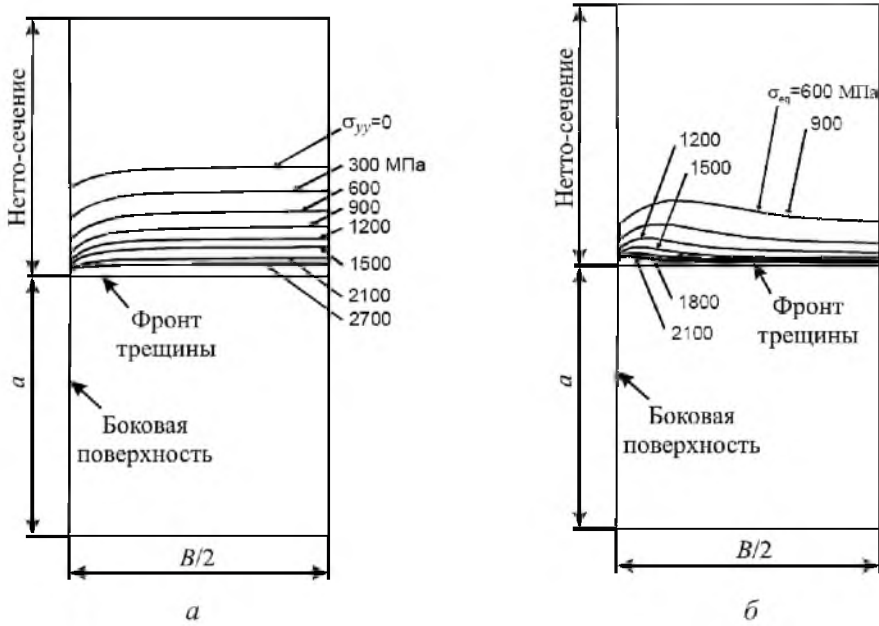 Нетто-сечение
σyy=0
300 МПа
600
900
1200
1500
2100
2700
Фронт
трещины
a
Боковая
поверхность
B/2
а
Нетто-сечение
σeq=600 МПа
900
1200
1500
1800
2100
Фронт
трещины
a
Боковая
поверхность
B/2
б